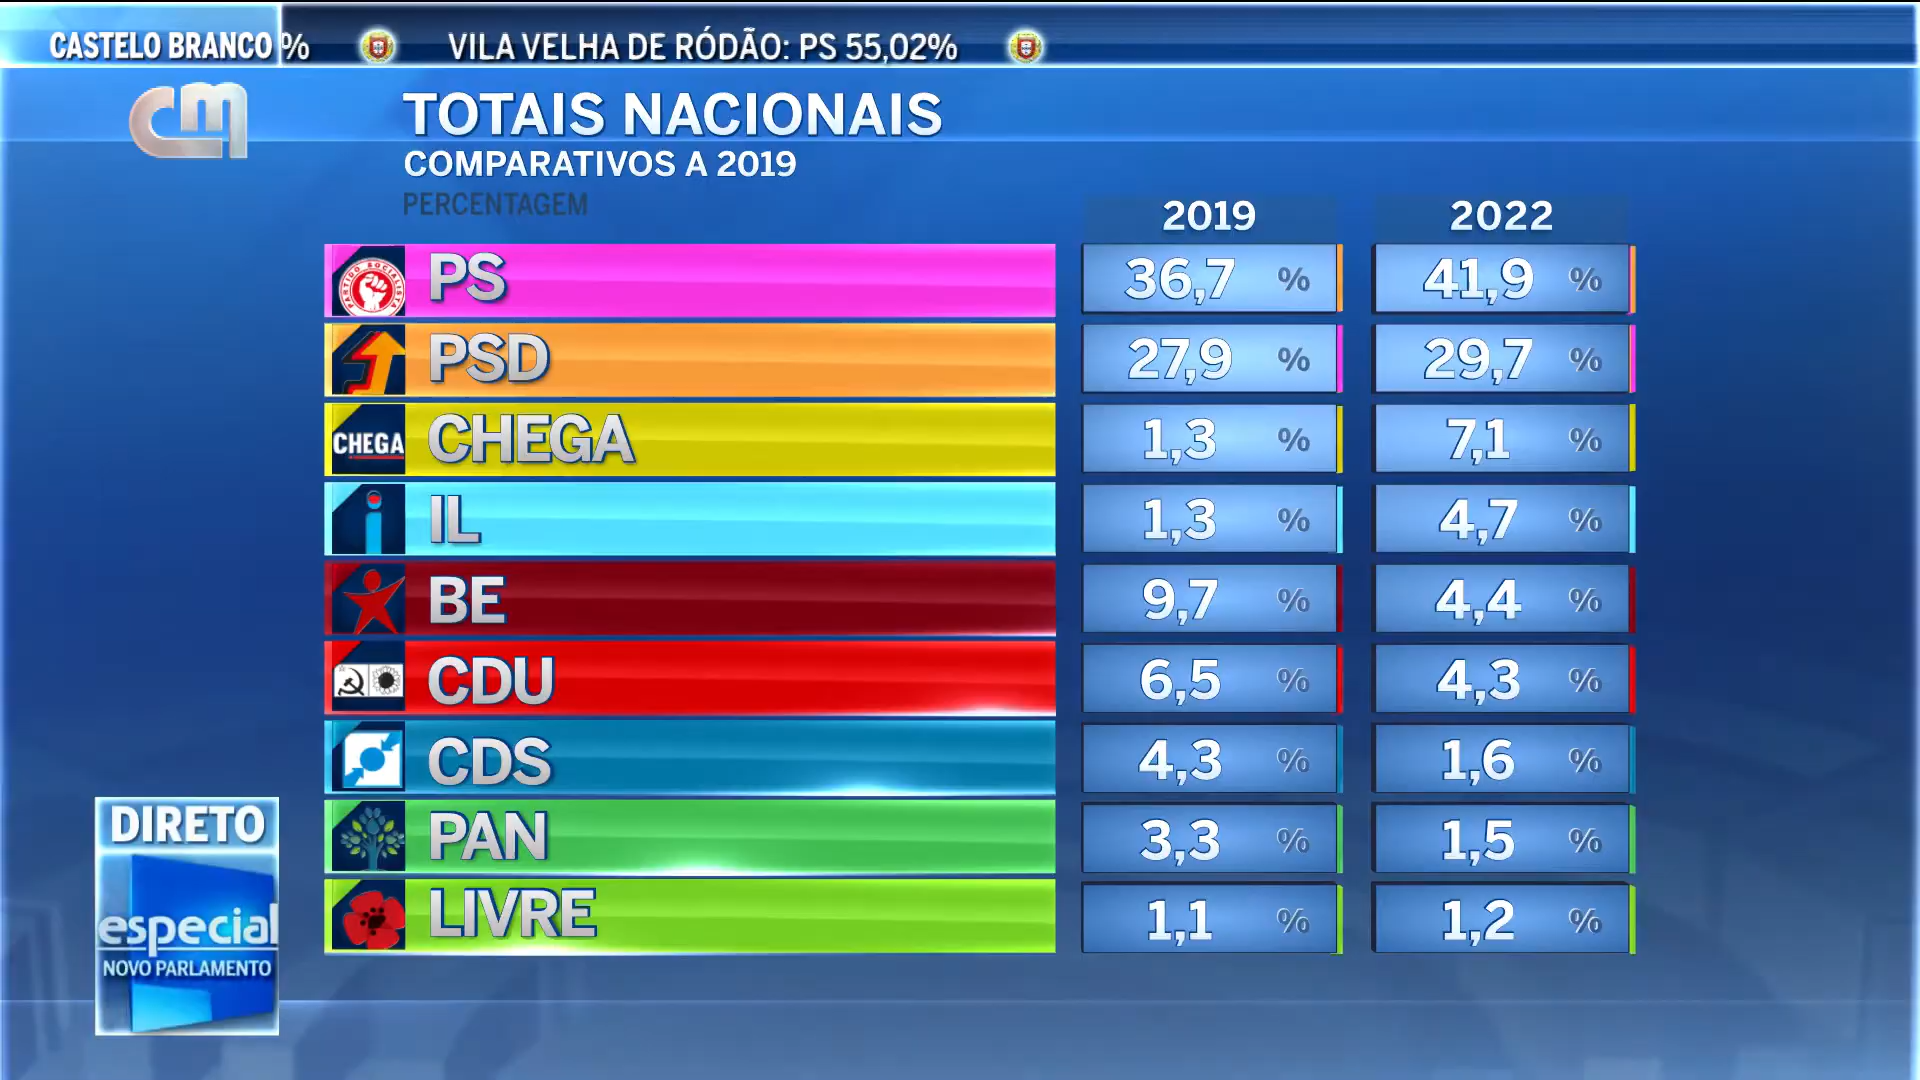 CASTELO BRANCO % VILA VELHA DE RÓDÃO: PS 55,02%
CM
TOTAIS NACIONAIS
COMPARATIVOS A 2019
PERCENTAGEM
2019 2022
PARTIDO SOCIALISTA PS 36,7 % 41,9 %
PSD 27,9 % 29,7 %
CHEGA CHEGA 1,3 % 7,1 %
IL 1,3 % 4,7 %
BE 9,7 % 4,4 %
CDU 6,5 % 4,3 %
CDS 4,3 % 1,6 %
PAN 3,3 % 1,5 %
LIVRE 1,1 % 1,2 %
DIRETO
especial
NOVO PARLAMENTO